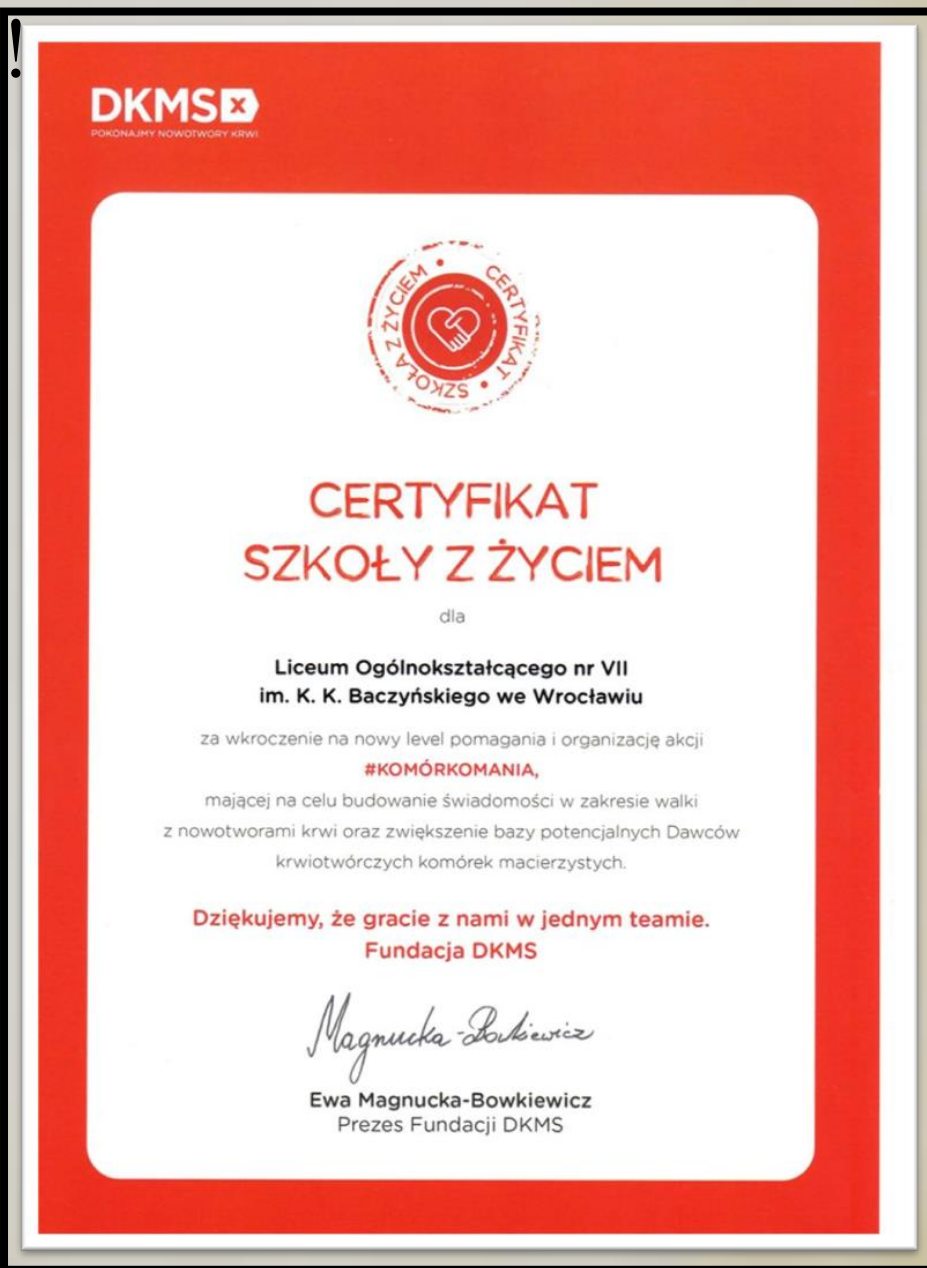 !
DKMS
POKONAJMY NOWOTWORY KRWI
SZKOŁA Z ŻYCIEM • CERTYFIKAT •
CERTYFIKAT
SZKOŁY Z ŻYCIEM
dla
Liceum Ogólnokształcącego nr VII
im. K. K. Baczyńskiego we Wrocławiu
za wkroczenie na nowy level pomagania i organizację akcji
#KOMÓRKOMANIA,
mającej na celu budowanie świadomości w zakresie walki
z nowotworami krwi oraz zwiększenie bazy potencjalnych Dawców
krwiotwórczych komórek macierzystych.
Dziękujemy, że gracie z nami w jednym teamie.
Fundacja DKMS
Magnucka-Bowkiewicz
Ewa Magnucka-Bowkiewicz
Prezes Fundacji DKMS